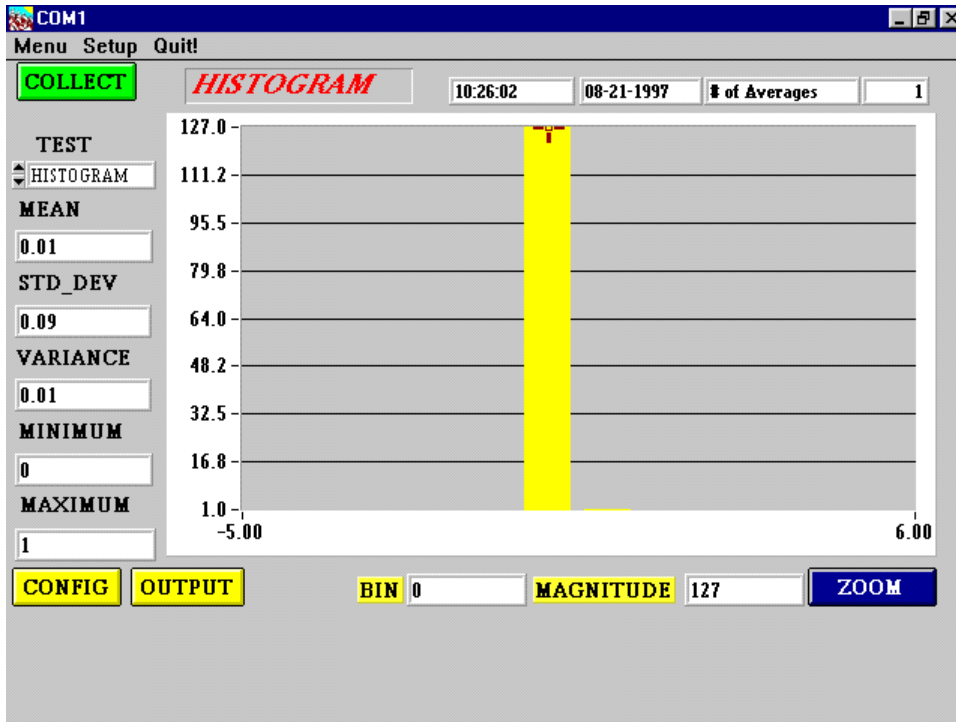 COM1
Menu Setup Quit!
COLLECT
HISTOGRAM
10:26:02
08-21-1997
# of Averages
1
TEST
HISTOGRAM
MEAN
0.01
STD_DEV
0.09
VARIANCE
0.01
MINIMUM
0
MAXIMUM
1
127.0
111.2
95.5
79.8
64.0
48.2
32.5
16.8
1.0
-5.00
6.00
CONFIG
OUTPUT
BIN
0
MAGNITUDE
127
ZOOM